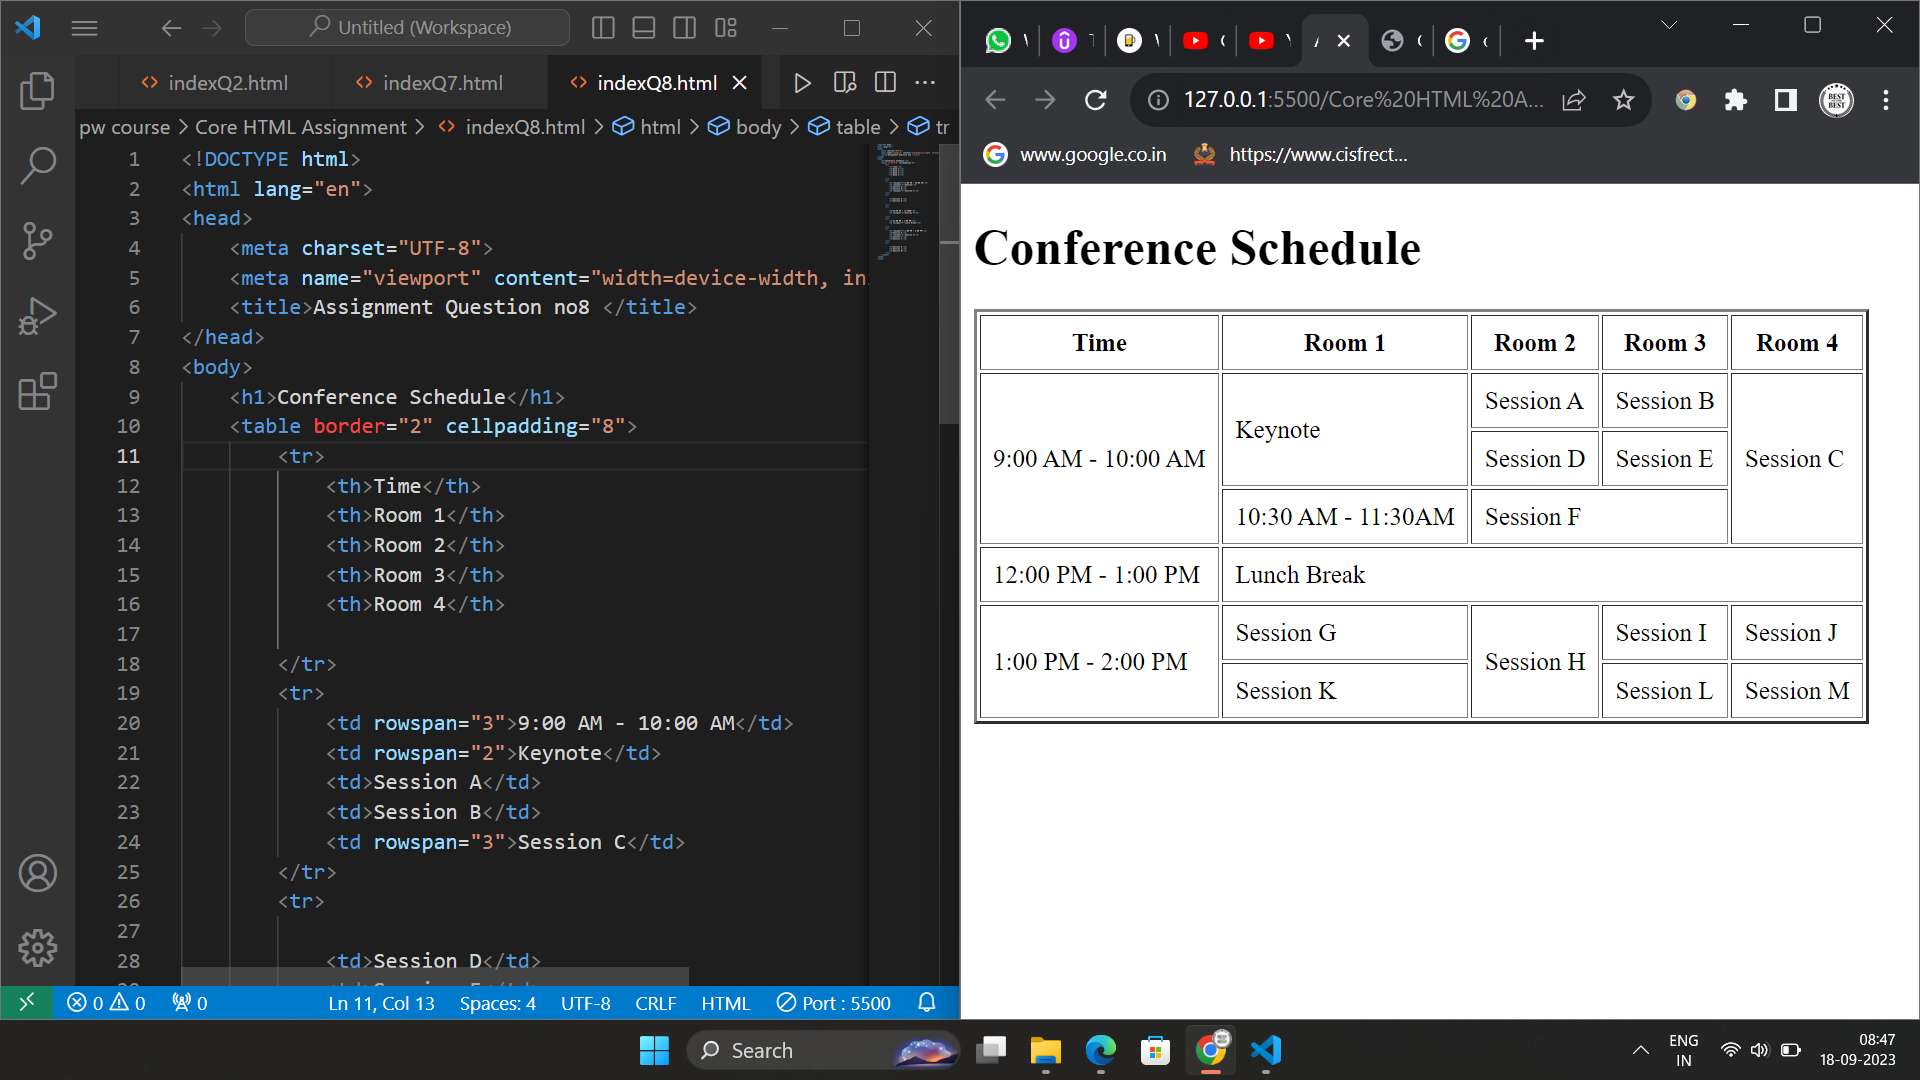 Untitled (Workspace)
indexQ2.html
indexQ7.html
indexQ8.html
pw course > Core HTML Assignment > indexQ8.html > html > body > table > tr
1 <!DOCTYPE html>
2 <html lang="en">
3 <head>
4 <meta charset="UTF-8">
5 <meta name="viewport" content="width=device-width, in
6 <title>Assignment Question no8 </title>
7 </head>
8 <body>
9 <h1>Conference Schedule</h1>
10 <table border="2" cellpadding="8">
11 <tr>
12 <th>Time</th>
13 <th>Room 1</th>
14 <th>Room 2</th>
15 <th>Room 3</th>
16 <th>Room 4</th>
17
18 </tr>
19 <tr>
20 <td rowspan="3">9:00 AM - 10:00 AM</td>
21 <td rowspan="2">Keynote</td>
22 <td>Session A</td>
23 <td>Session B</td>
24 <td rowspan="3">Session C</td>
25 </tr>
26 <tr>
27
28 <td>Session D</td>
0 0 0 Ln 11, Col 13 Spaces: 4 UTF-8 CRLF HTML Port : 5500
127.0.0.1:5500/Core%20HTML%20A...
BEST BEST
www.google.co.in https://www.cisfrect...
Conference Schedule
Time Room 1 Room 2 Room 3 Room 4
9:00 AM - 10:00 AM Keynote Session A Session B Session C
Session D Session E
10:30 AM - 11:30AM Session F
12:00 PM - 1:00 PM Lunch Break
1:00 PM - 2:00 PM Session G Session H Session I Session J
Session K Session L Session M
Search
ENG
IN
08:47
18-09-2023